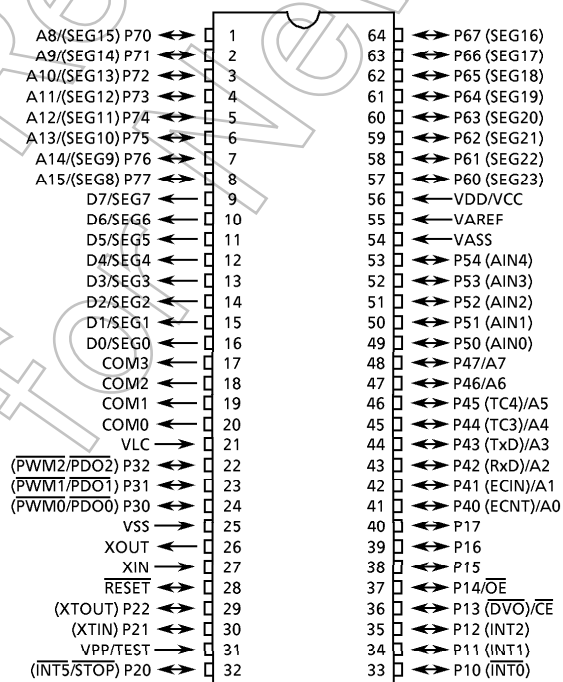 A8/(SEG15) P70 1 64 P67 (SEG16)
A9/(SEG14) P71 2 63 P66 (SEG17)
A10/(SEG13) P72 3 62 P65 (SEG18)
A11/(SEG12) P73 4 61 P64 (SEG19)
A12/(SEG11) P74 5 60 P63 (SEG20)
A13/(SEG10) P75 6 59 P62 (SEG21)
A14/(SEG9) P76 7 58 P61 (SEG22)
A15/(SEG8) P77 8 57 P60 (SEG23)
D7/SEG7 9 56 VDD/VCC
D6/SEG6 10 55 VAREF
D5/SEG5 11 54 VASS
D4/SEG4 12 53 P54 (AIN4)
D3/SEG3 13 52 P53 (AIN3)
D2/SEG2 14 51 P52 (AIN2)
D1/SEG1 15 50 P51 (AIN1)
D0/SEG0 16 49 P50 (AIN0)
COM3 17 48 P47/A7
COM2 18 47 P46/A6
COM1 19 46 P45 (TC4)/A5
COM0 20 45 P44 (TC3)/A4
VLC 21 44 P43 (TxD)/A3
(PWM2/PDO2) P32 22 43 P42 (RxD)/A2
(PWM1/PDO1) P31 23 42 P41 (ECIN)/A1
(PWM0/PDO0) P30 24 41 P40 (ECNT)/A0
VSS 25 40 P17
XOUT 26 39 P16
XIN 27 38 P15
RESET 28 37 P14/OE
(XTOUT) P22 29 36 P13 (DVO)/CE
(XTIN) P21 30 35 P12 (INT2)
VPP/TEST 31 34 P11 (INT1)
(INT5/STOP) P20 32 33 P10 (INT0)